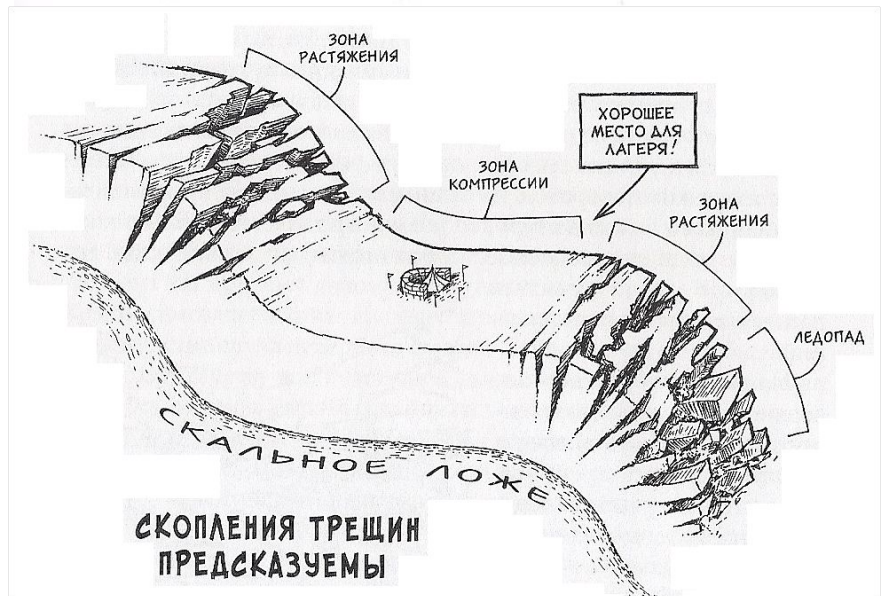 ЗОНА
РАСТЯЖЕНИЯ
ХОРОШЕЕ
МЕСТО ДЛЯ
ЛАГЕРЯ!
ЗОНА
КОМПРЕССИИ
ЗОНА
РАСТЯЖЕНИЯ
ЛЕДОПАД
СКАЛЬНОЕ ЛОЖЕ
СКОПЛЕНИЯ ТРЕЩИН
ПРЕДСКАЗУЕМЫ